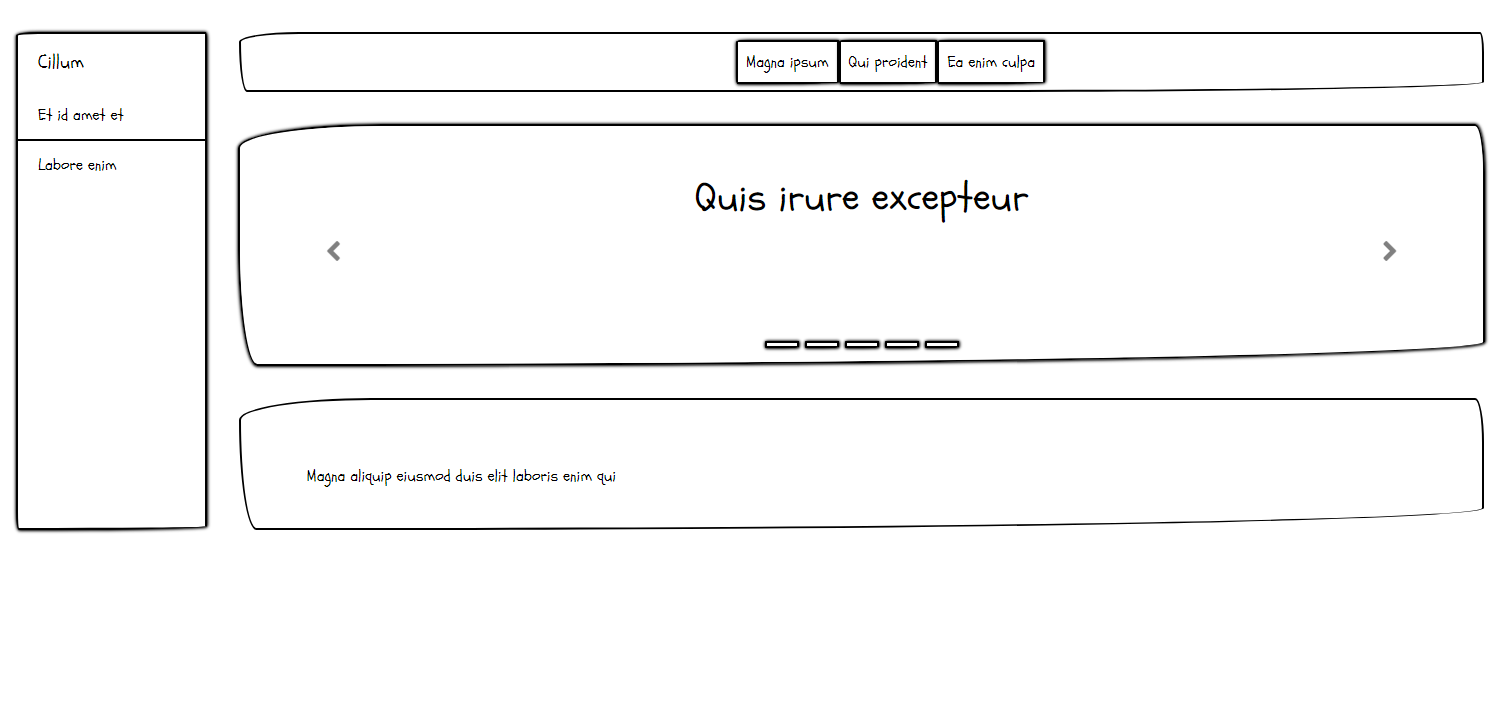 Cillum
Et id amet et
Labore enim
Magna ipsum
Qui proident
Ea enim culpa
Quis irure excepteur
Magna aliquip eiusmod duis elit laboris enim qui